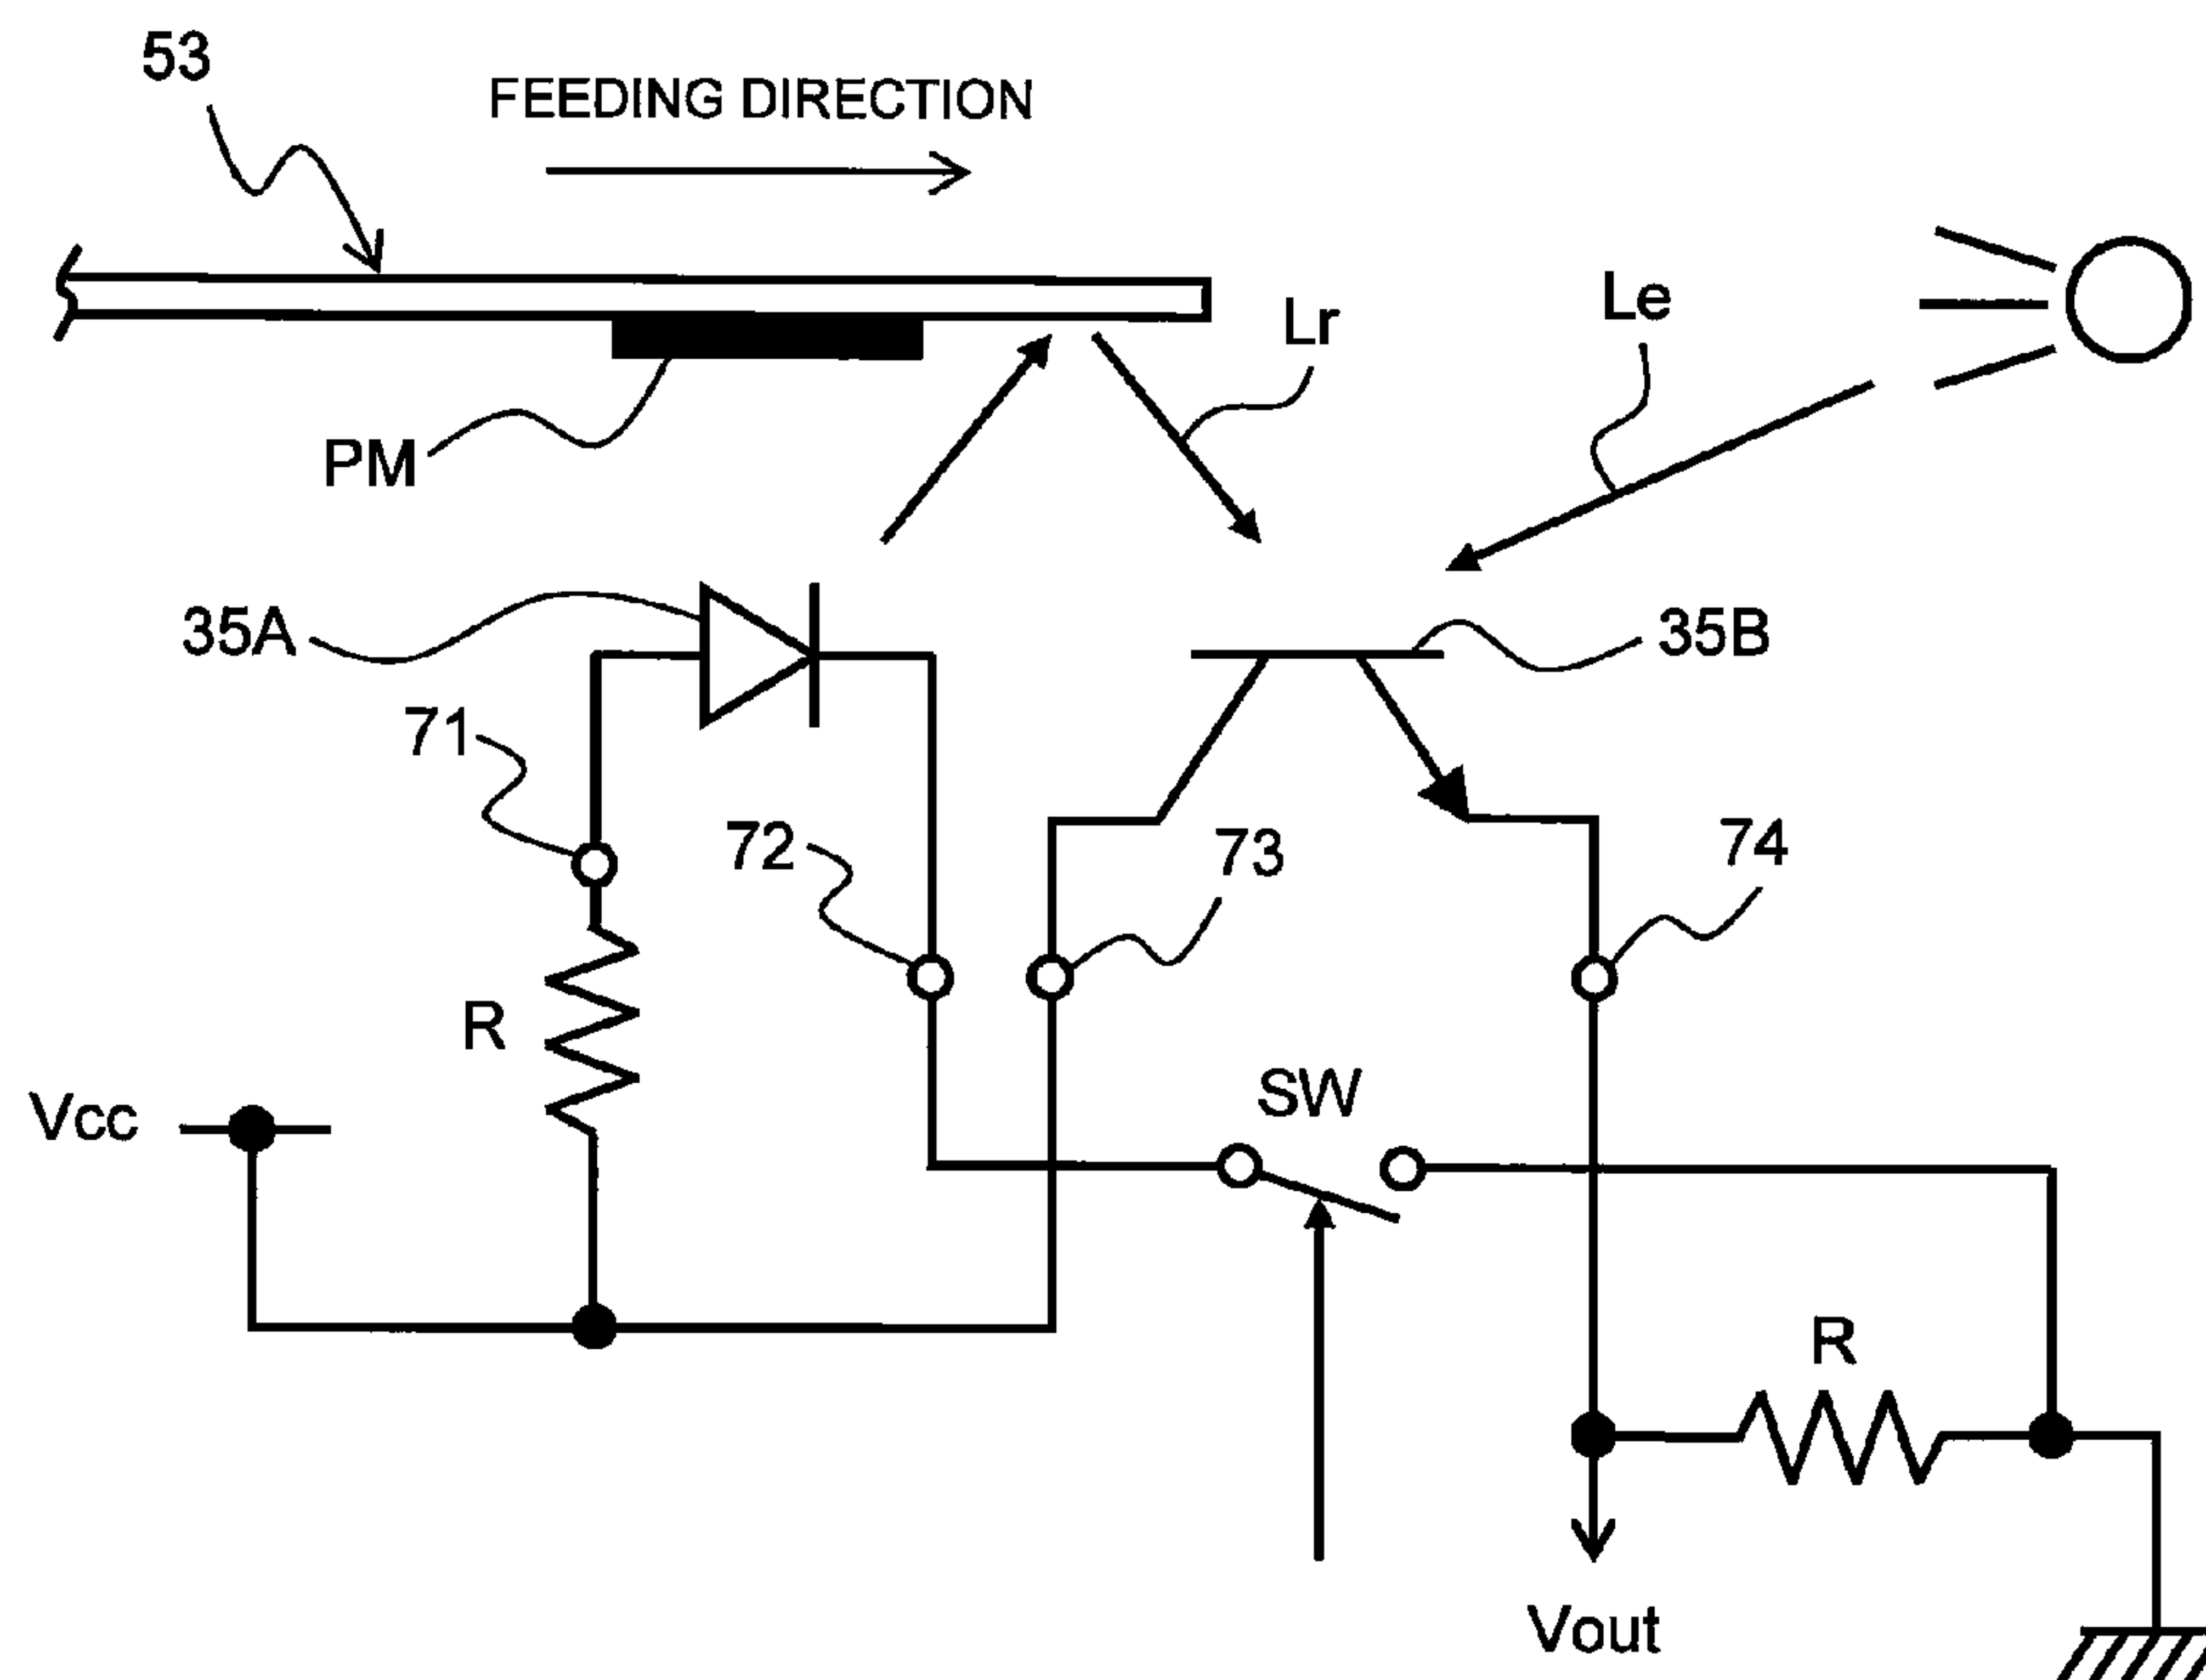 53
FEEDING DIRECTION
Lr
Le
PM
35A
35B
71
72
73
74
R
SW
Vcc
R
Vout